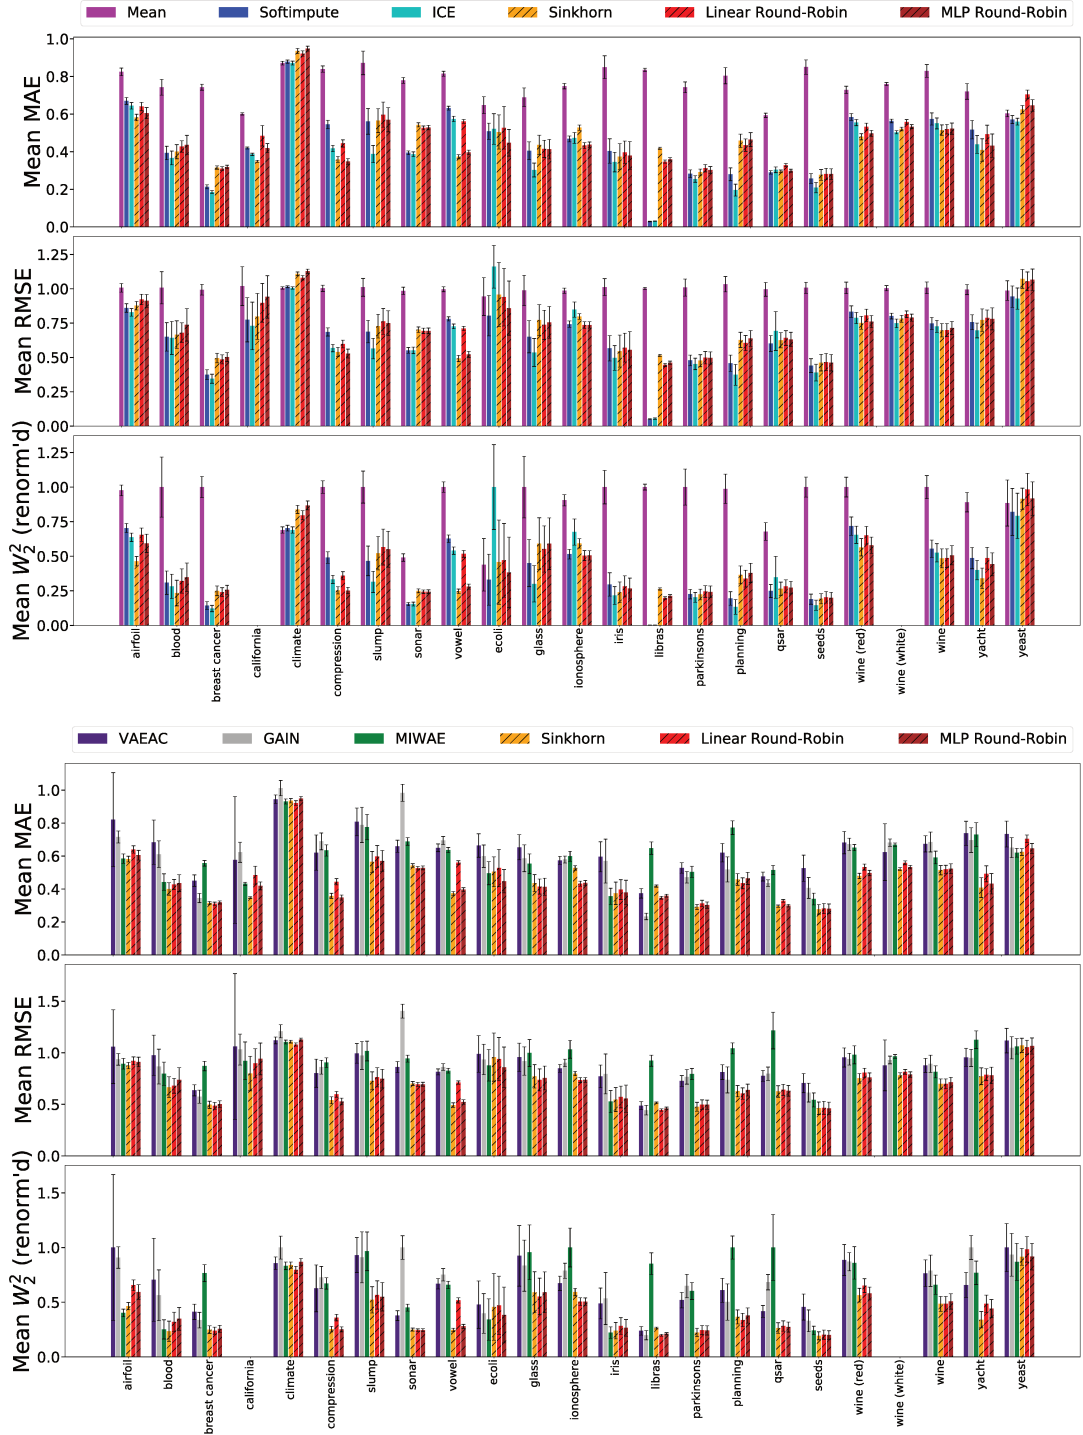 Mean Softimpute ICE Sinkhorn Linear Round-Robin MLP Round-Robin
Mean MAE
1.0
0.8
0.6
0.4
0.2
0.0
Mean RMSE
1.25
1.00
0.75
0.50
0.25
0.00
Mean W₂² (renorm'd)
1.25
1.00
0.75
0.50
0.25
0.00
airfoil
blood
breast cancer
california
climate
compression
slump
sonar
vowel
ecoli
glass
ionosphere
iris
libras
parkinsons
planning
qsar
seeds
wine (red)
wine (white)
wine
yacht
yeast
VAEAC GAIN MIWAE Sinkhorn Linear Round-Robin MLP Round-Robin
Mean MAE
1.0
0.8
0.6
0.4
0.2
0.0
Mean RMSE
1.5
1.0
0.5
0.0
Mean W₂² (renorm'd)
1.5
1.0
0.5
0.0
airfoil
blood
breast cancer
california
climate
compression
slump
sonar
vowel
ecoli
glass
ionosphere
iris
libras
parkinsons
planning
qsar
seeds
wine (red)
wine (white)
wine
yacht
yeast